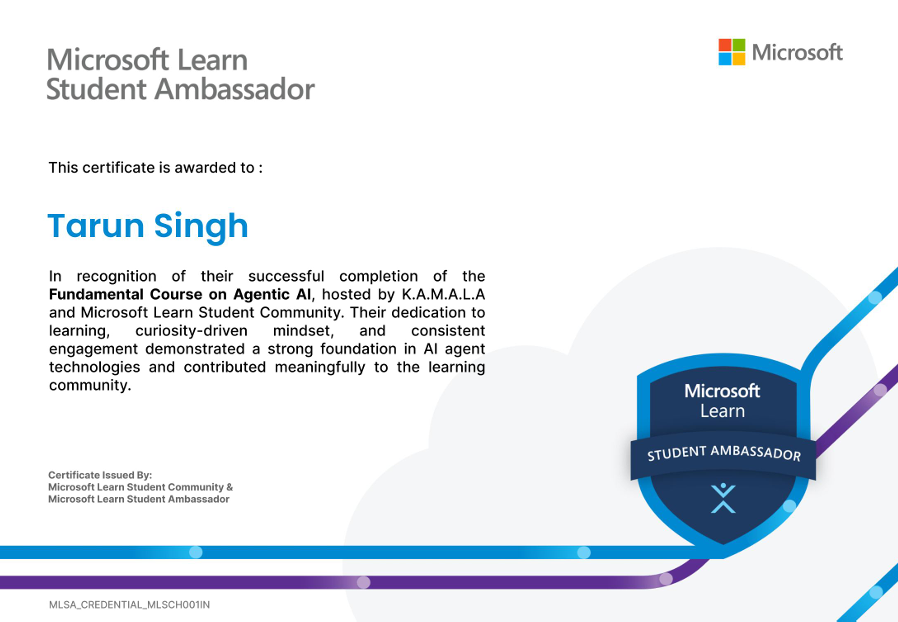 Microsoft Learn
Student Ambassador
Microsoft
This certificate is awarded to :
Tarun Singh
In recognition of their successful completion of the
Fundamental Course on Agentic AI, hosted by K.A.M.A.L.A
and Microsoft Learn Student Community. Their dedication to
learning, curiosity-driven mindset, and consistent
engagement demonstrated a strong foundation in AI agent
technologies and contributed meaningfully to the learning
community.
Microsoft
Learn
STUDENT AMBASSADOR
Certificate Issued By:
Microsoft Learn Student Community &
Microsoft Learn Student Ambassador
MLSA_CREDENTIAL_MLSCH001IN